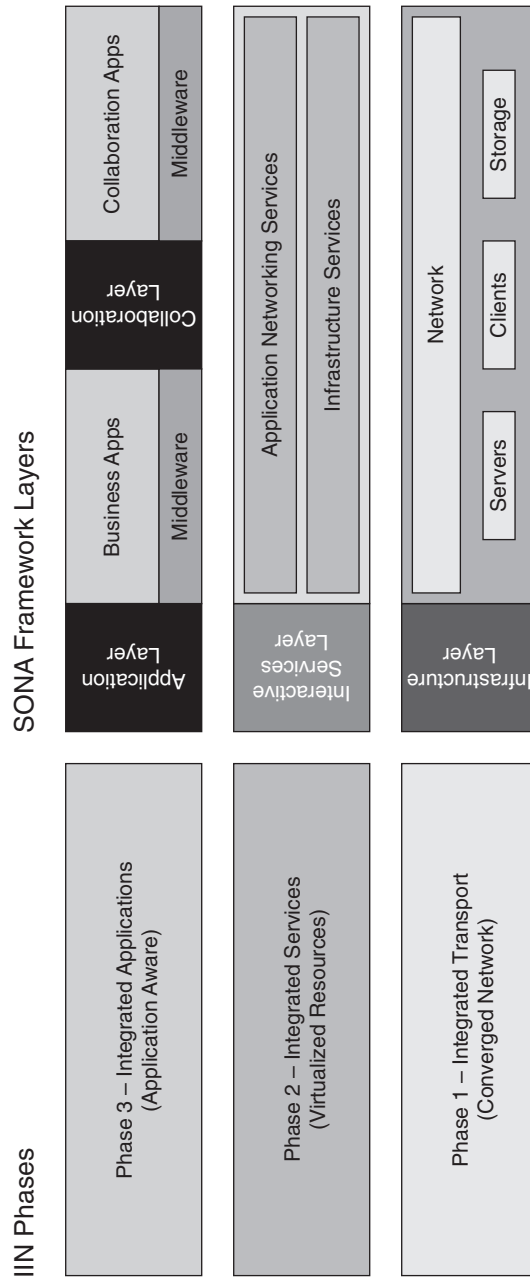 IIN Phases
SONA Framework Layers
Phase 3 – Integrated Applications
(Application Aware)
Application
Layer
Business Apps
Middleware
Collaboration
Layer
Collaboration Apps
Middleware
Phase 2 – Integrated Services
(Virtualized Resources)
Interactive
Services
Layer
Application Networking Services
Infrastructure Services
Phase 1 – Integrated Transport
(Converged Network)
Infrastructure
Layer
Network
Servers
Clients
Storage